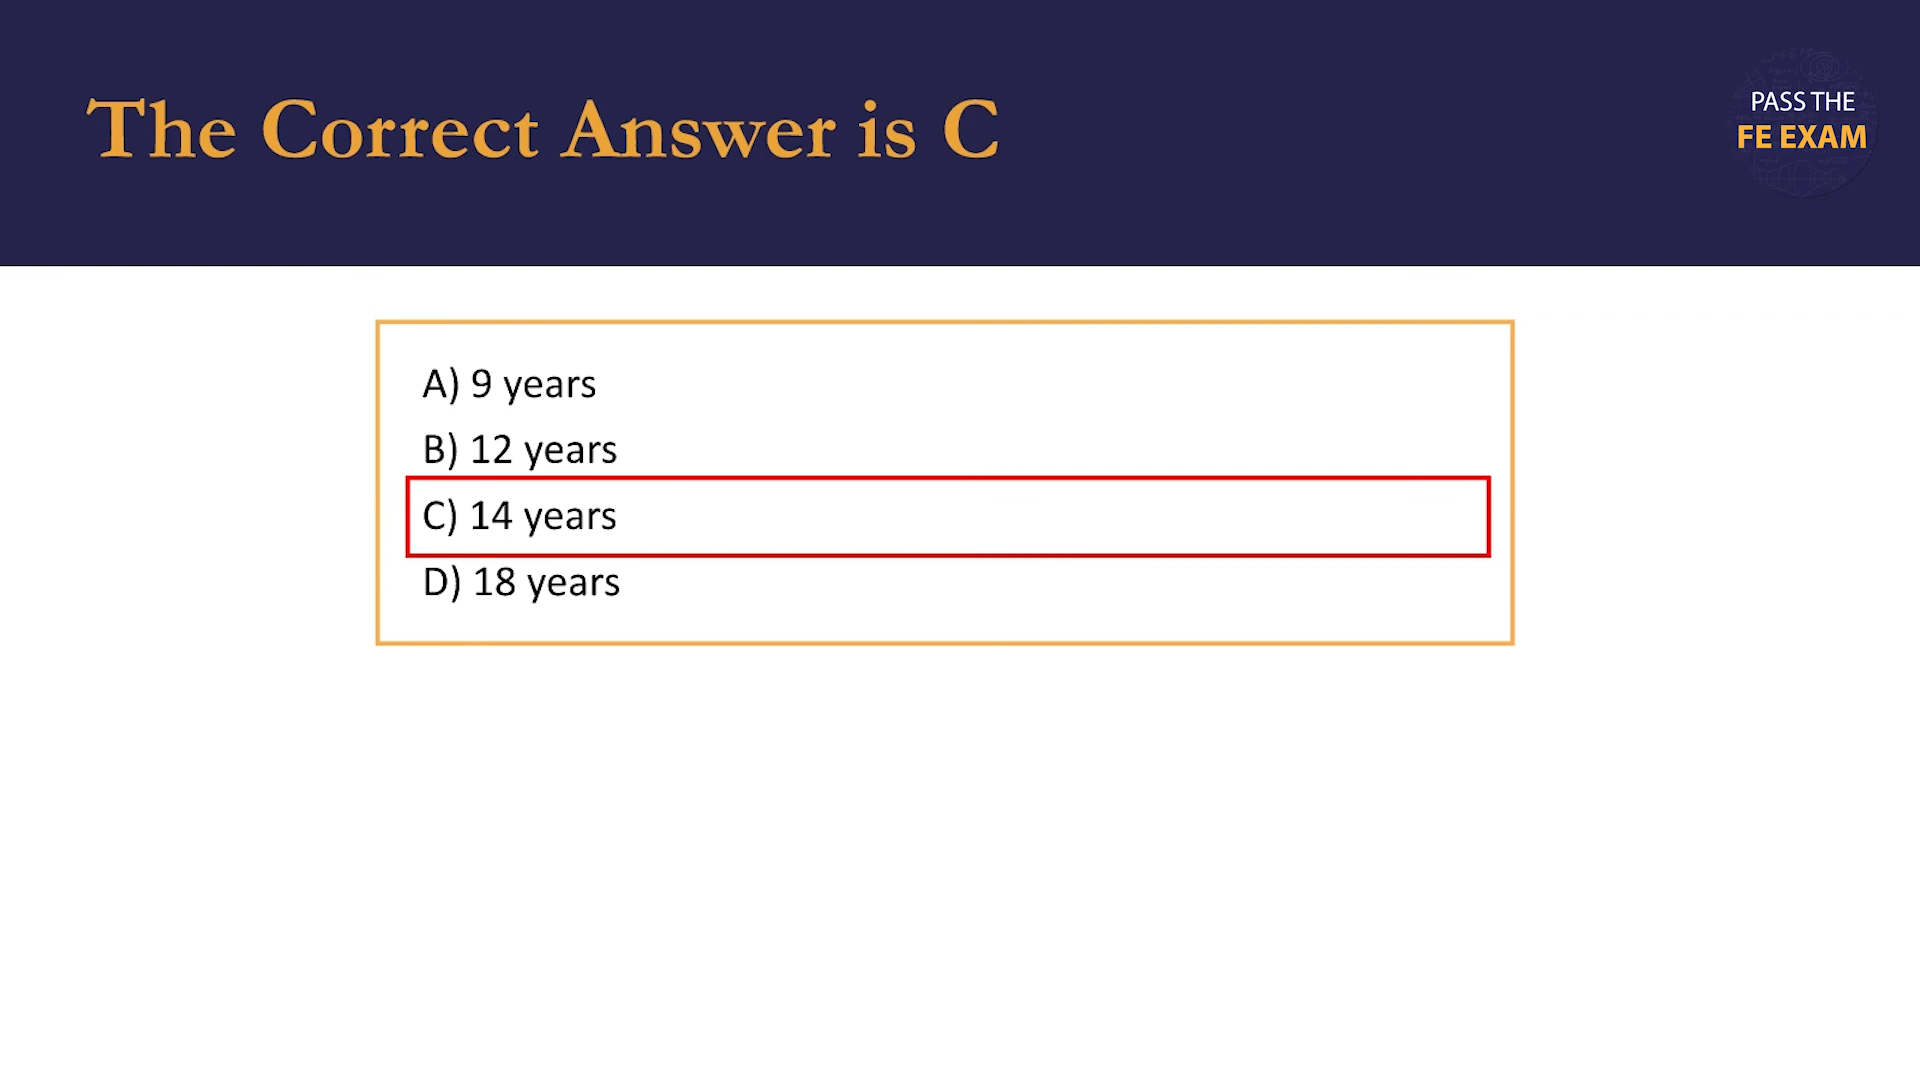 The Correct Answer is C
PASS THE
FE EXAM
A) 9 years
B) 12 years
C) 14 years
D) 18 years